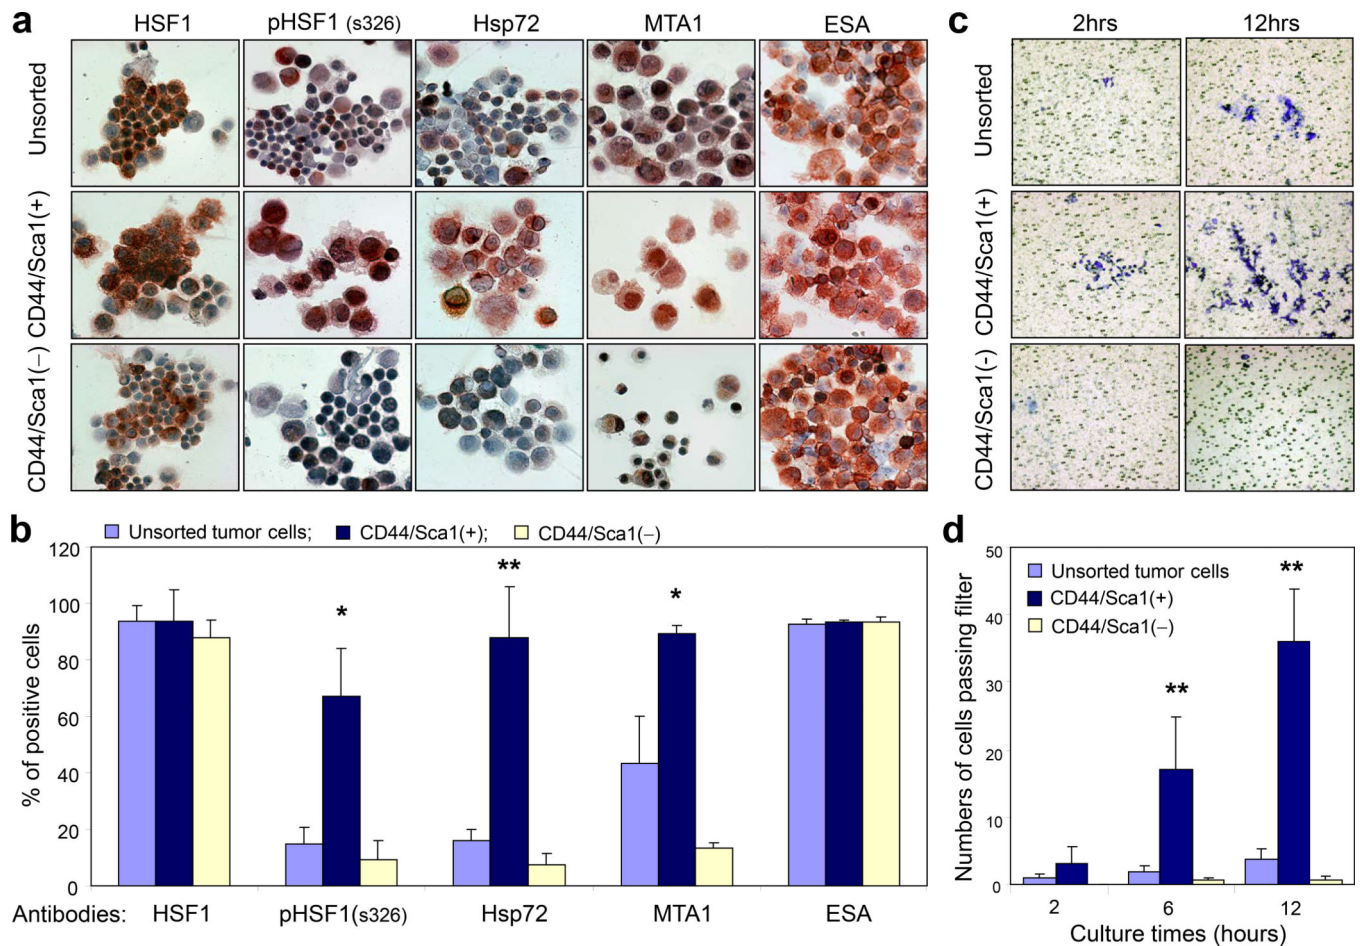 a
HSF1 pHSF1 (s326) Hsp72 MTA1 ESA
Unsorted
CD44/Sca1(+)
CD44/Sca1(–)
c
2hrs 12hrs
Unsorted
CD44/Sca1(+)
CD44/Sca1(-)
b
Unsorted tumor cells; CD44/Sca1(+); CD44/Sca1(–)
% of positive cells
120
100
80
60
40
20
0
*
**
*
Antibodies: HSF1 pHSF1(s326) Hsp72 MTA1 ESA
d
Unsorted tumor cells
CD44/Sca1(+)
CD44/Sca1(–)
Numbers of cells passing filter
50
40
30
20
10
0
**
**
2 6 12
Culture times (hours)